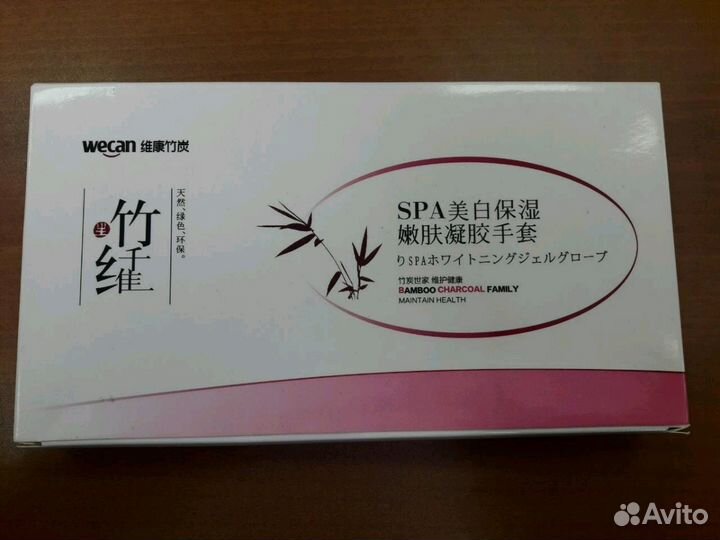 wecan 维康竹炭
竹纤
天然、绿色、环保。
SPA美白保湿
嫩肤凝胶手套
りSPAホワイトニングジェルグローブ
竹炭世家 维护健康
BAMBOO CHARCOAL FAMILY
MAINTAIN HEALTH
Avito